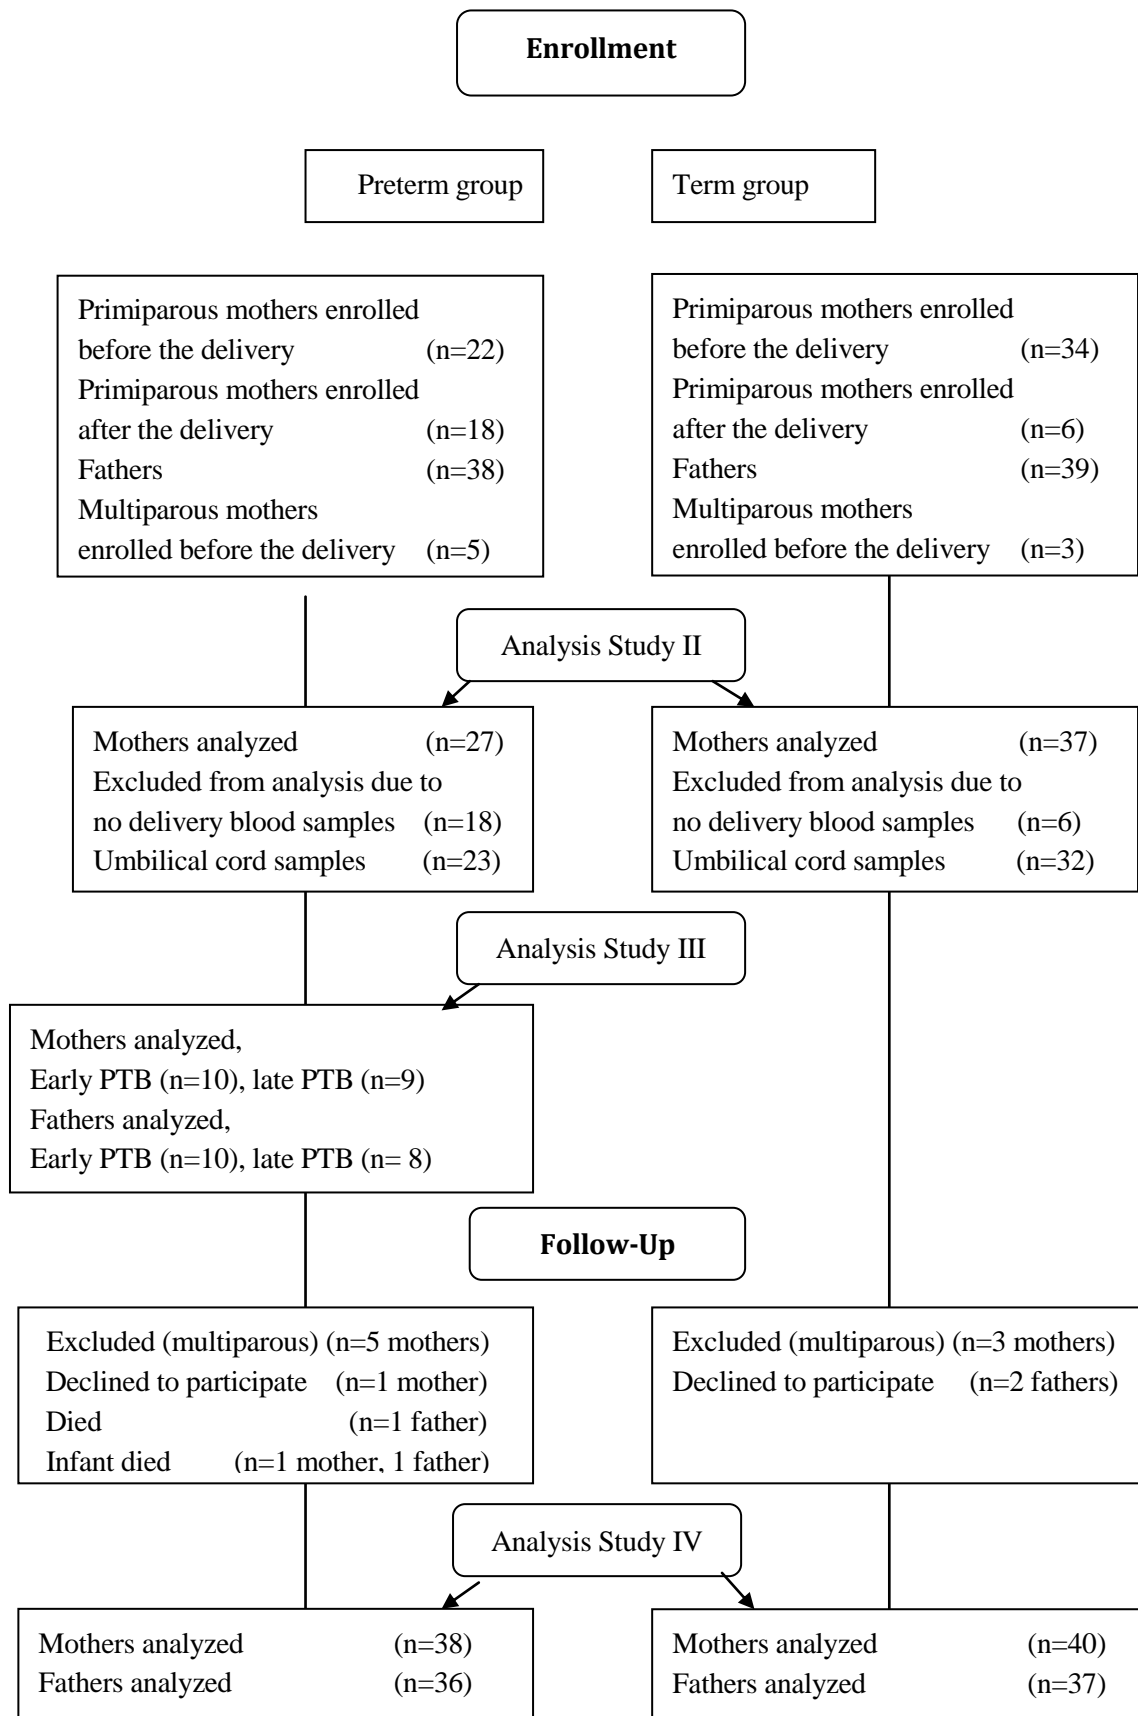 Enrollment
Preterm group
Term group
Primiparous mothers enrolled
before the delivery (n=22)
Primiparous mothers enrolled
after the delivery (n=18)
Fathers (n=38)
Multiparous mothers
enrolled before the delivery (n=5)
Primiparous mothers enrolled
before the delivery (n=34)
Primiparous mothers enrolled
after the delivery (n=6)
Fathers (n=39)
Multiparous mothers
enrolled before the delivery (n=3)
Analysis Study II
Mothers analyzed (n=27)
Excluded from analysis due to
no delivery blood samples (n=18)
Umbilical cord samples (n=23)
Mothers analyzed (n=37)
Excluded from analysis due to
no delivery blood samples (n=6)
Umbilical cord samples (n=32)
Analysis Study III
Mothers analyzed,
Early PTB (n=10), late PTB (n=9)
Fathers analyzed,
Early PTB (n=10), late PTB (n= 8)
Follow-Up
Excluded (multiparous) (n=5 mothers)
Declined to participate (n=1 mother)
Died (n=1 father)
Infant died (n=1 mother, 1 father)
Excluded (multiparous) (n=3 mothers)
Declined to participate (n=2 fathers)
Analysis Study IV
Mothers analyzed (n=38)
Fathers analyzed (n=36)
Mothers analyzed (n=40)
Fathers analyzed (n=37)